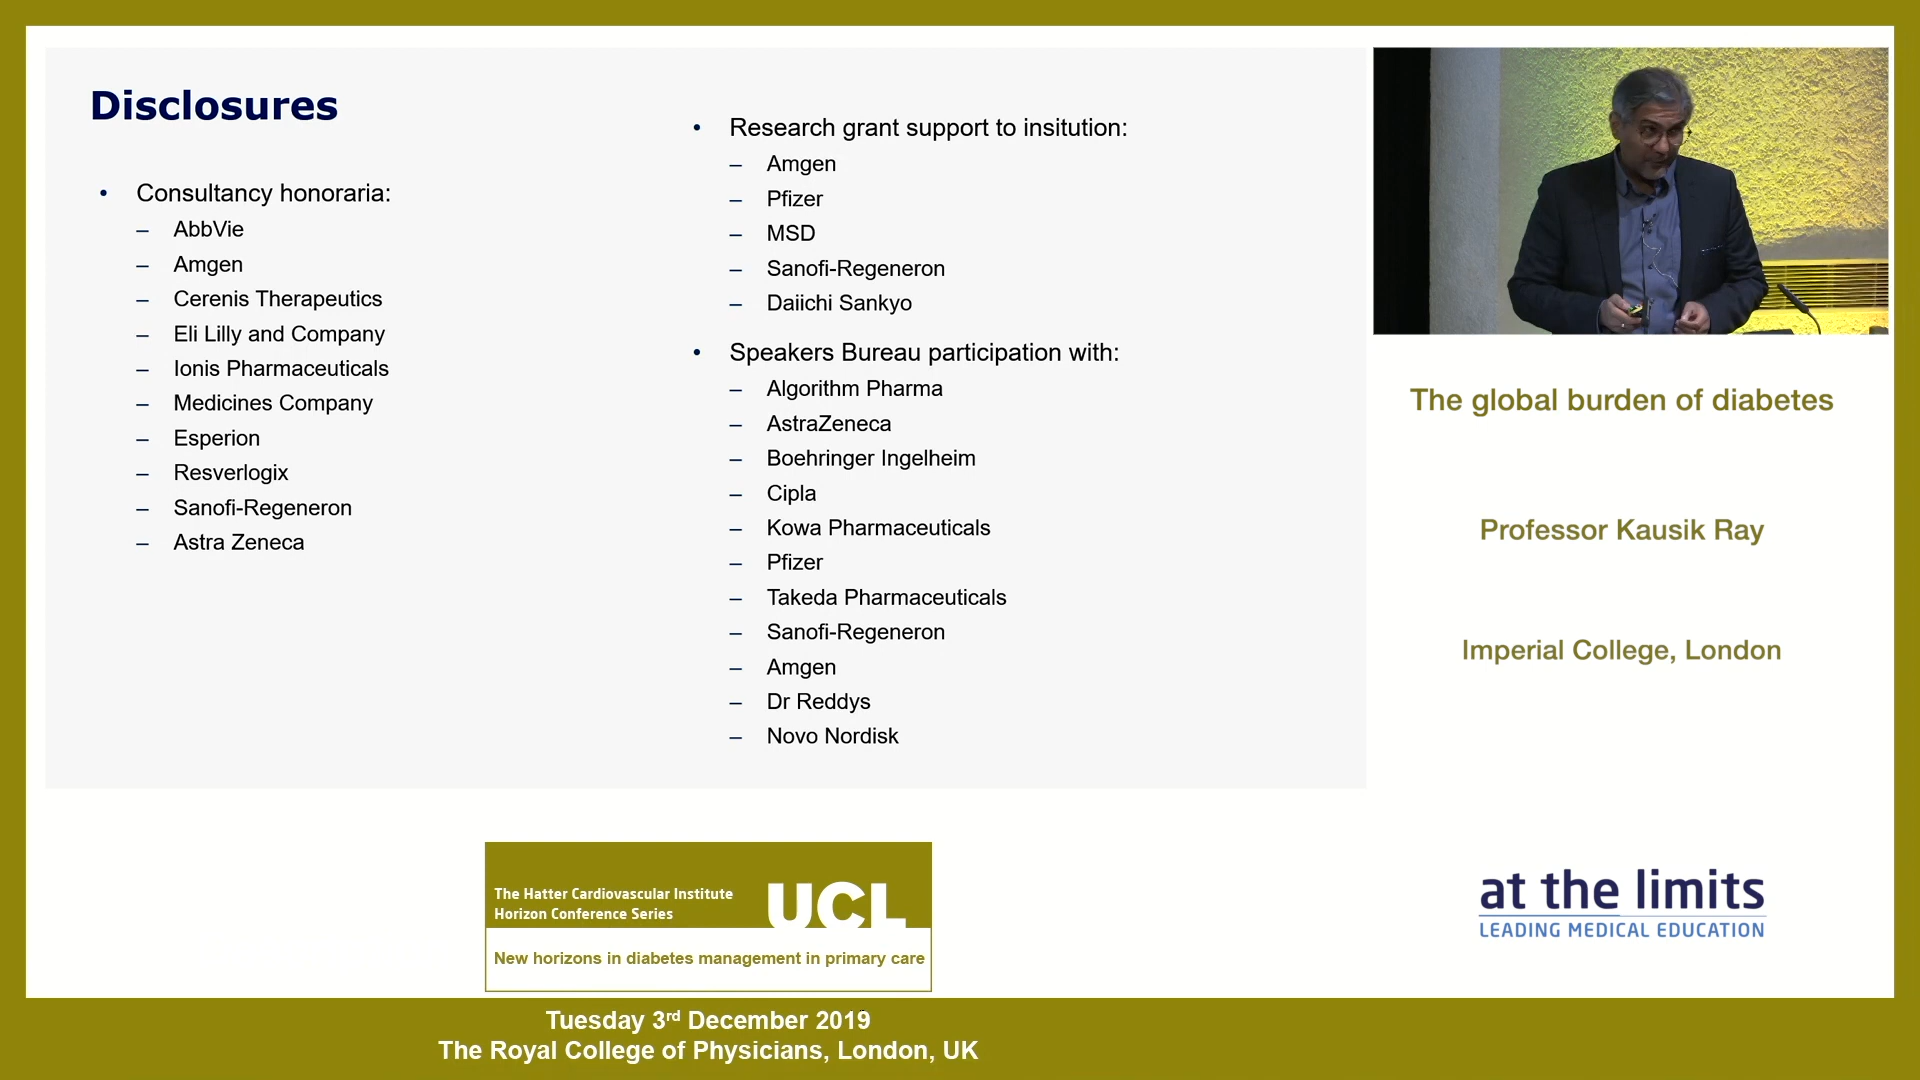 Disclosures
• Consultancy honoraria:
– AbbVie
– Amgen
– Cerenis Therapeutics
– Eli Lilly and Company
– Ionis Pharmaceuticals
– Medicines Company
– Esperion
– Resverlogix
– Sanofi-Regeneron
– Astra Zeneca
• Research grant support to insitution:
– Amgen
– Pfizer
– MSD
– Sanofi-Regeneron
– Daiichi Sankyo
• Speakers Bureau participation with:
– Algorithm Pharma
– AstraZeneca
– Boehringer Ingelheim
– Cipla
– Kowa Pharmaceuticals
– Pfizer
– Takeda Pharmaceuticals
– Sanofi-Regeneron
– Amgen
– Dr Reddys
– Novo Nordisk
The global burden of diabetes
Professor Kausik Ray
Imperial College, London
The Hatter Cardiovascular Institute
Horizon Conference Series
UCL
New horizons in diabetes management in primary care
at the limits
LEADING MEDICAL EDUCATION
Tuesday 3rd December 2019
The Royal College of Physicians, London, UK